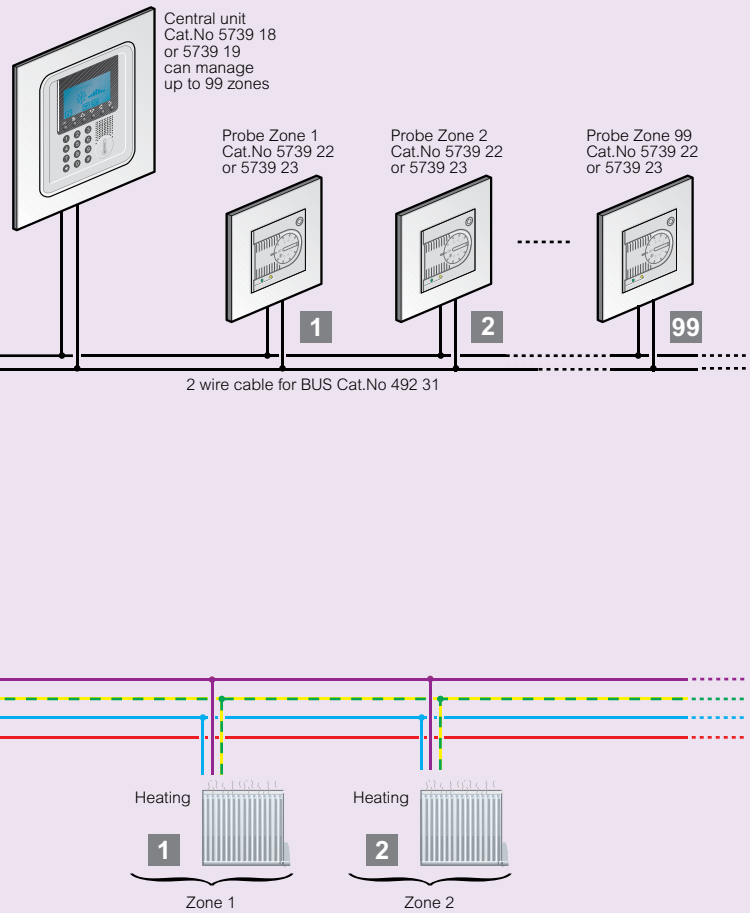 Central unit
Cat.No 5739 18
or 5739 19
can manage
up to 99 zones
Probe Zone 1
Cat.No 5739 22
or 5739 23
Probe Zone 2
Cat.No 5739 22
or 5739 23
Probe Zone 99
Cat.No 5739 22
or 5739 23
1
2
99
2 wire cable for BUS Cat.No 492 31
Heating
1
Heating
2
Zone 1
Zone 2